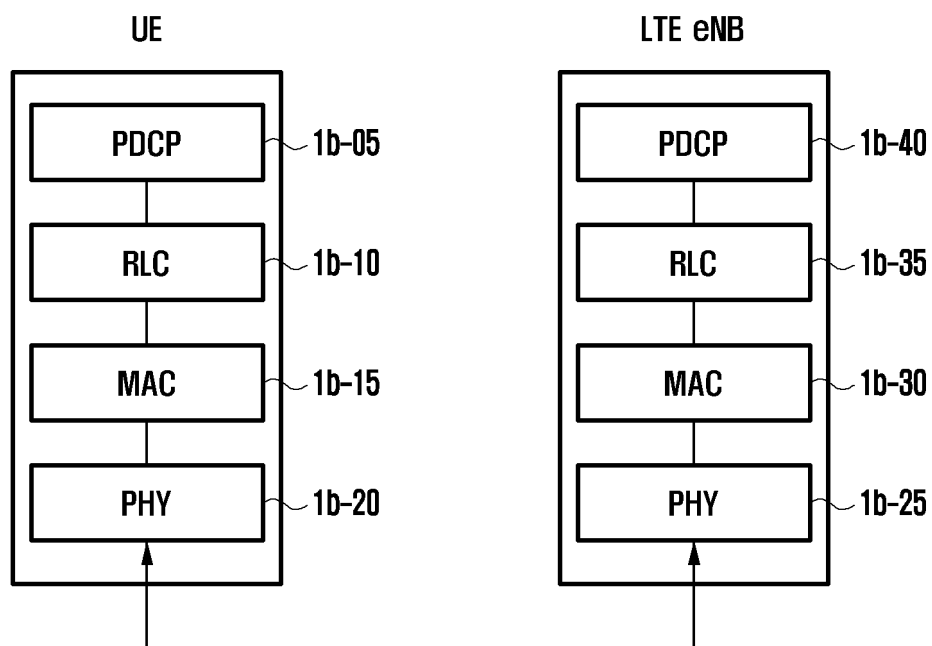 UE
LTE eNB
PDCP
1b-05
PDCP
1b-40
RLC
1b-10
RLC
1b-35
MAC
1b-15
MAC
1b-30
PHY
1b-20
PHY
1b-25